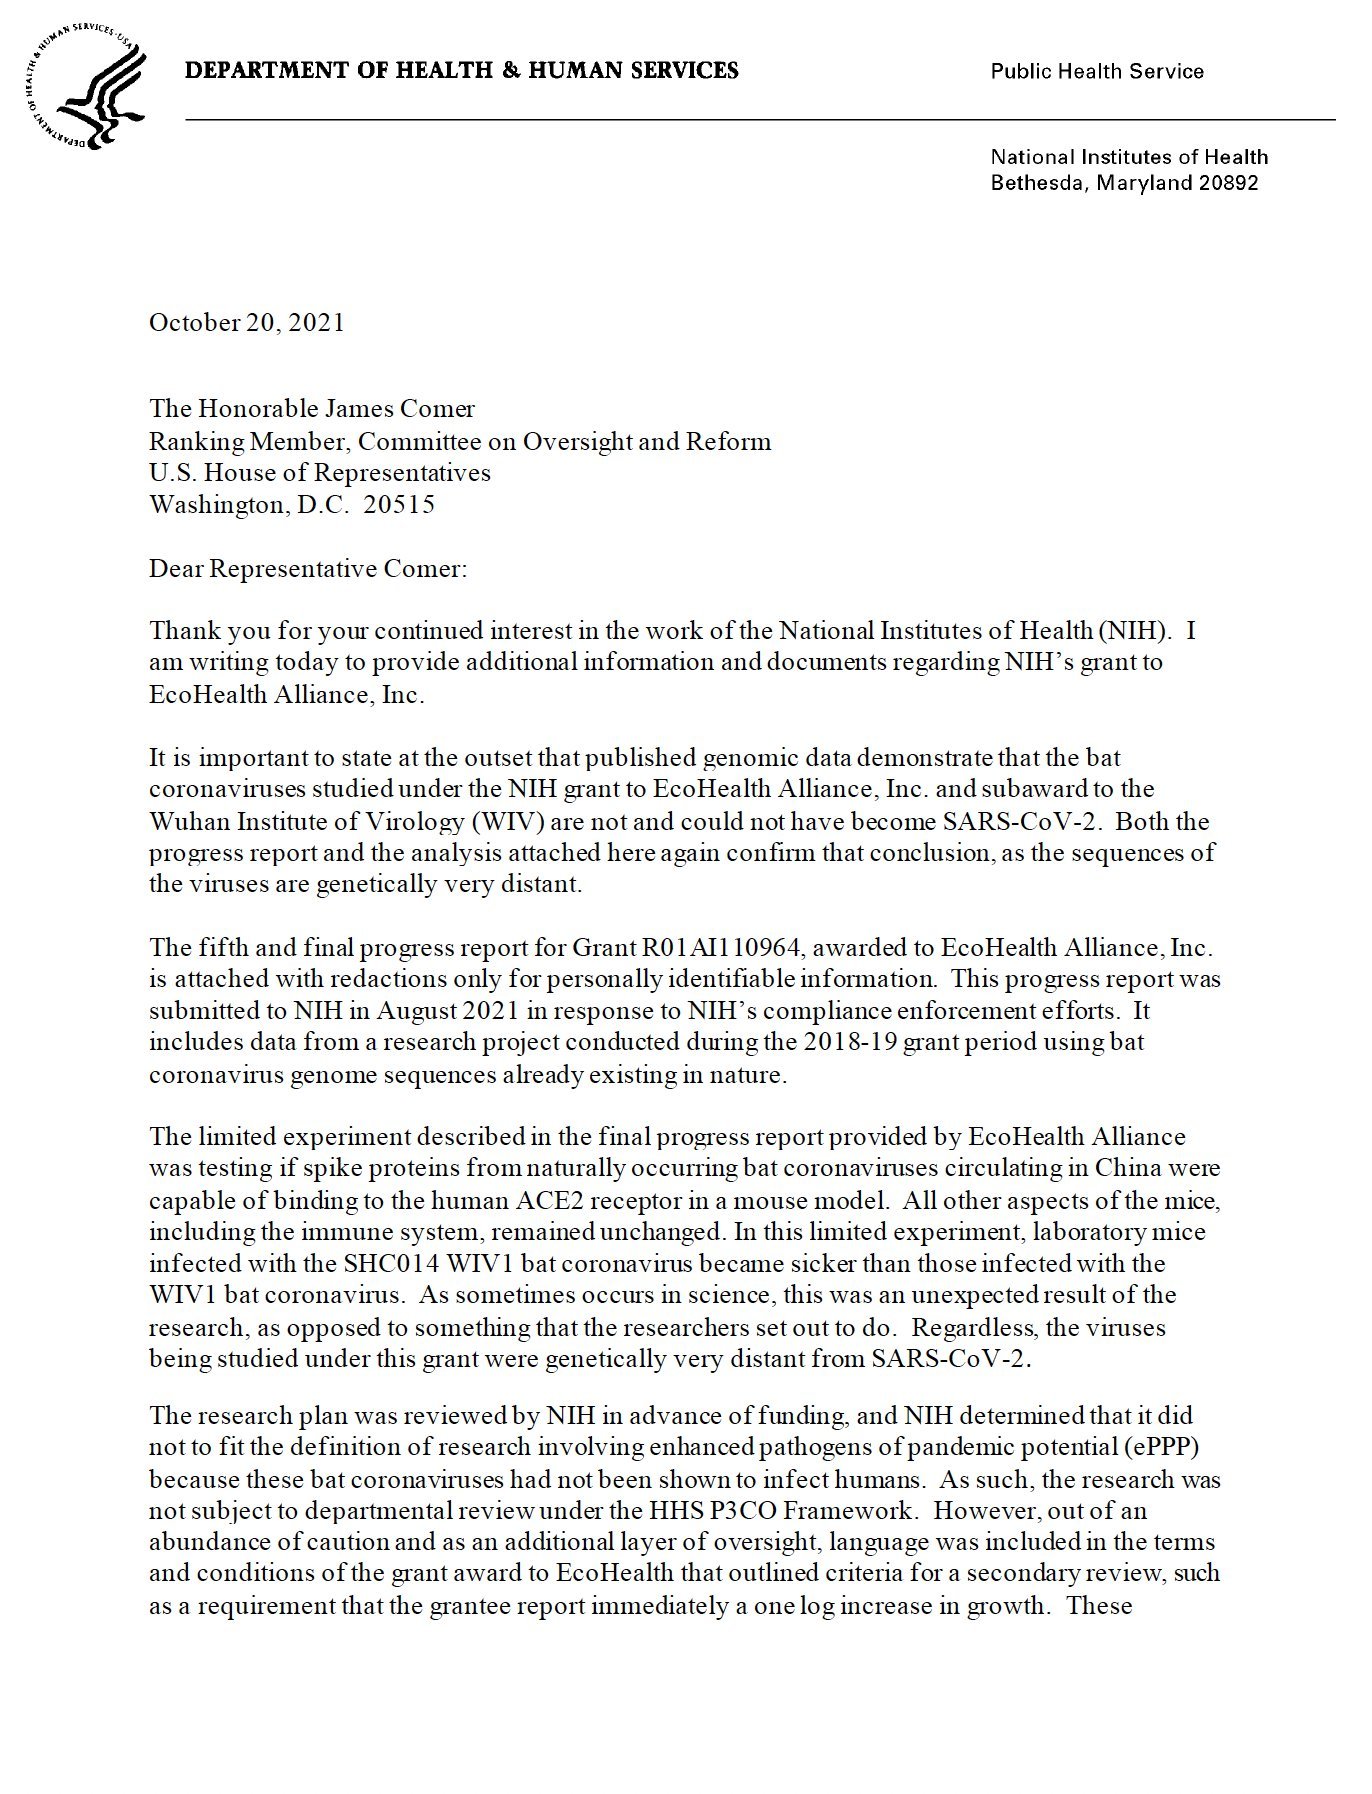 DEPARTMENT OF HEALTH & HUMAN SERVICES
Public Health Service
DEPARTMENT OF HEALTH & HUMAN SERVICES·USA
National Institutes of Health
Bethesda, Maryland 20892
October 20, 2021
The Honorable James Comer
Ranking Member, Committee on Oversight and Reform
U.S. House of Representatives
Washington, D.C.  20515
Dear Representative Comer:
Thank you for your continued interest in the work of the National Institutes of Health (NIH).  I
am writing today to provide additional information and documents regarding NIH’s grant to
EcoHealth Alliance, Inc.
It is important to state at the outset that published genomic data demonstrate that the bat
coronaviruses studied under the NIH grant to EcoHealth Alliance, Inc. and subaward to the
Wuhan Institute of Virology (WIV) are not and could not have become SARS-CoV-2.  Both the
progress report and the analysis attached here again confirm that conclusion, as the sequences of
the viruses are genetically very distant.
The fifth and final progress report for Grant R01AI110964, awarded to EcoHealth Alliance, Inc.
is attached with redactions only for personally identifiable information.  This progress report was
submitted to NIH in August 2021 in response to NIH’s compliance enforcement efforts.  It
includes data from a research project conducted during the 2018-19 grant period using bat
coronavirus genome sequences already existing in nature.
The limited experiment described in the final progress report provided by EcoHealth Alliance
was testing if spike proteins from naturally occurring bat coronaviruses circulating in China were
capable of binding to the human ACE2 receptor in a mouse model.  All other aspects of the mice,
including the immune system, remained unchanged. In this limited experiment, laboratory mice
infected with the SHC014 WIV1 bat coronavirus became sicker than those infected with the
WIV1 bat coronavirus.  As sometimes occurs in science, this was an unexpected result of the
research, as opposed to something that the researchers set out to do.  Regardless, the viruses
being studied under this grant were genetically very distant from SARS-CoV-2.
The research plan was reviewed by NIH in advance of funding, and NIH determined that it did
not to fit the definition of research involving enhanced pathogens of pandemic potential (ePPP)
because these bat coronaviruses had not been shown to infect humans.  As such, the research was
not subject to departmental review under the HHS P3CO Framework.  However, out of an
abundance of caution and as an additional layer of oversight, language was included in the terms
and conditions of the grant award to EcoHealth that outlined criteria for a secondary review, such
as a requirement that the grantee report immediately a one log increase in growth.  These